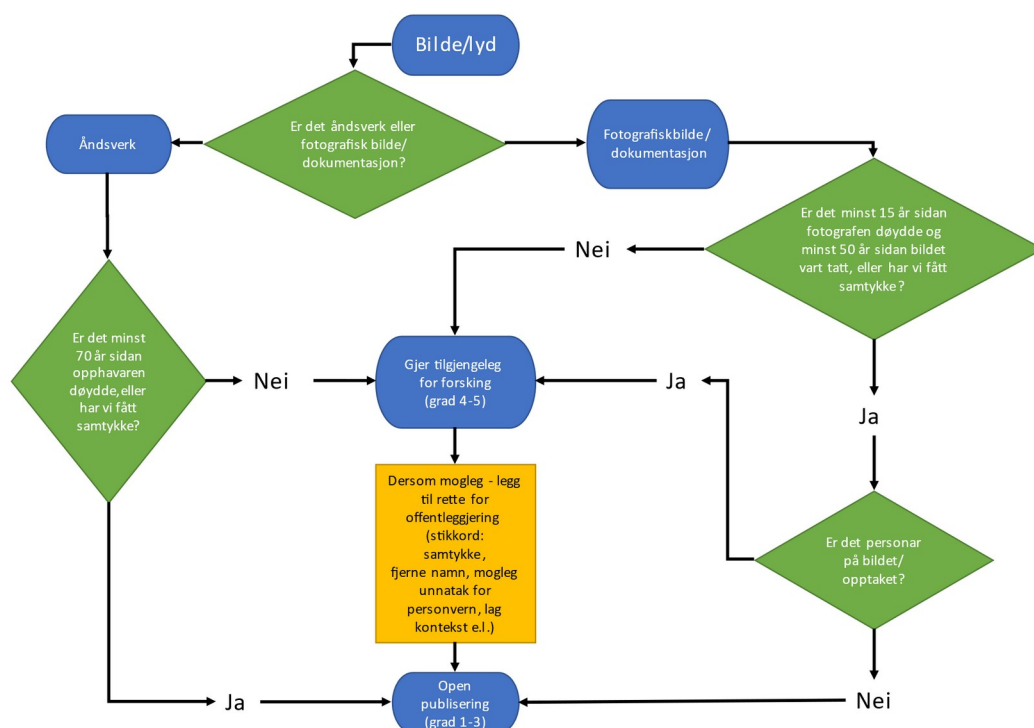 Bilde/lyd
Er det åndsverk eller
fotografisk bilde/
dokumentasjon?
Åndsverk
Fotografiskbilde/
dokumentasjon
Er det minst 15 år sidan
fotografen døydde og
minst 50 år sidan bildet
vart tatt, eller har vi fått
samtykke?
Nei
Er det minst
70 år sidan
opphavaren
døydde,eller
har vi fått
samtykke?
Nei
Gjer tilgjengeleg
for forsking
(grad 4-5)
Ja
Ja
Dersom mogleg - legg
til rette for
offentleggjering
(stikkord:
samtykke,
fjerne namn, mogleg
unnatak for
personvern, lag
kontekst e.l.)
Er det personar
på bildet/
opptaket?
Ja
Open
publisering
(grad 1-3)
Nei